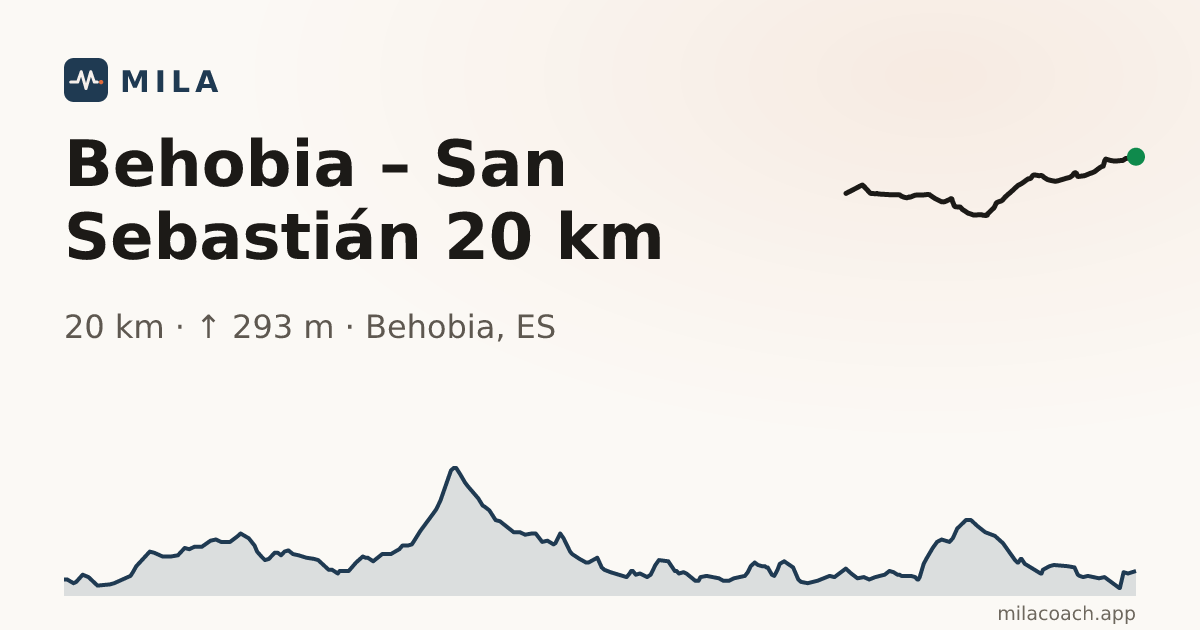 MILA
Behobia – San
Sebastián 20 km
20 km · ↑ 293 m · Behobia, ES
milacoach.app